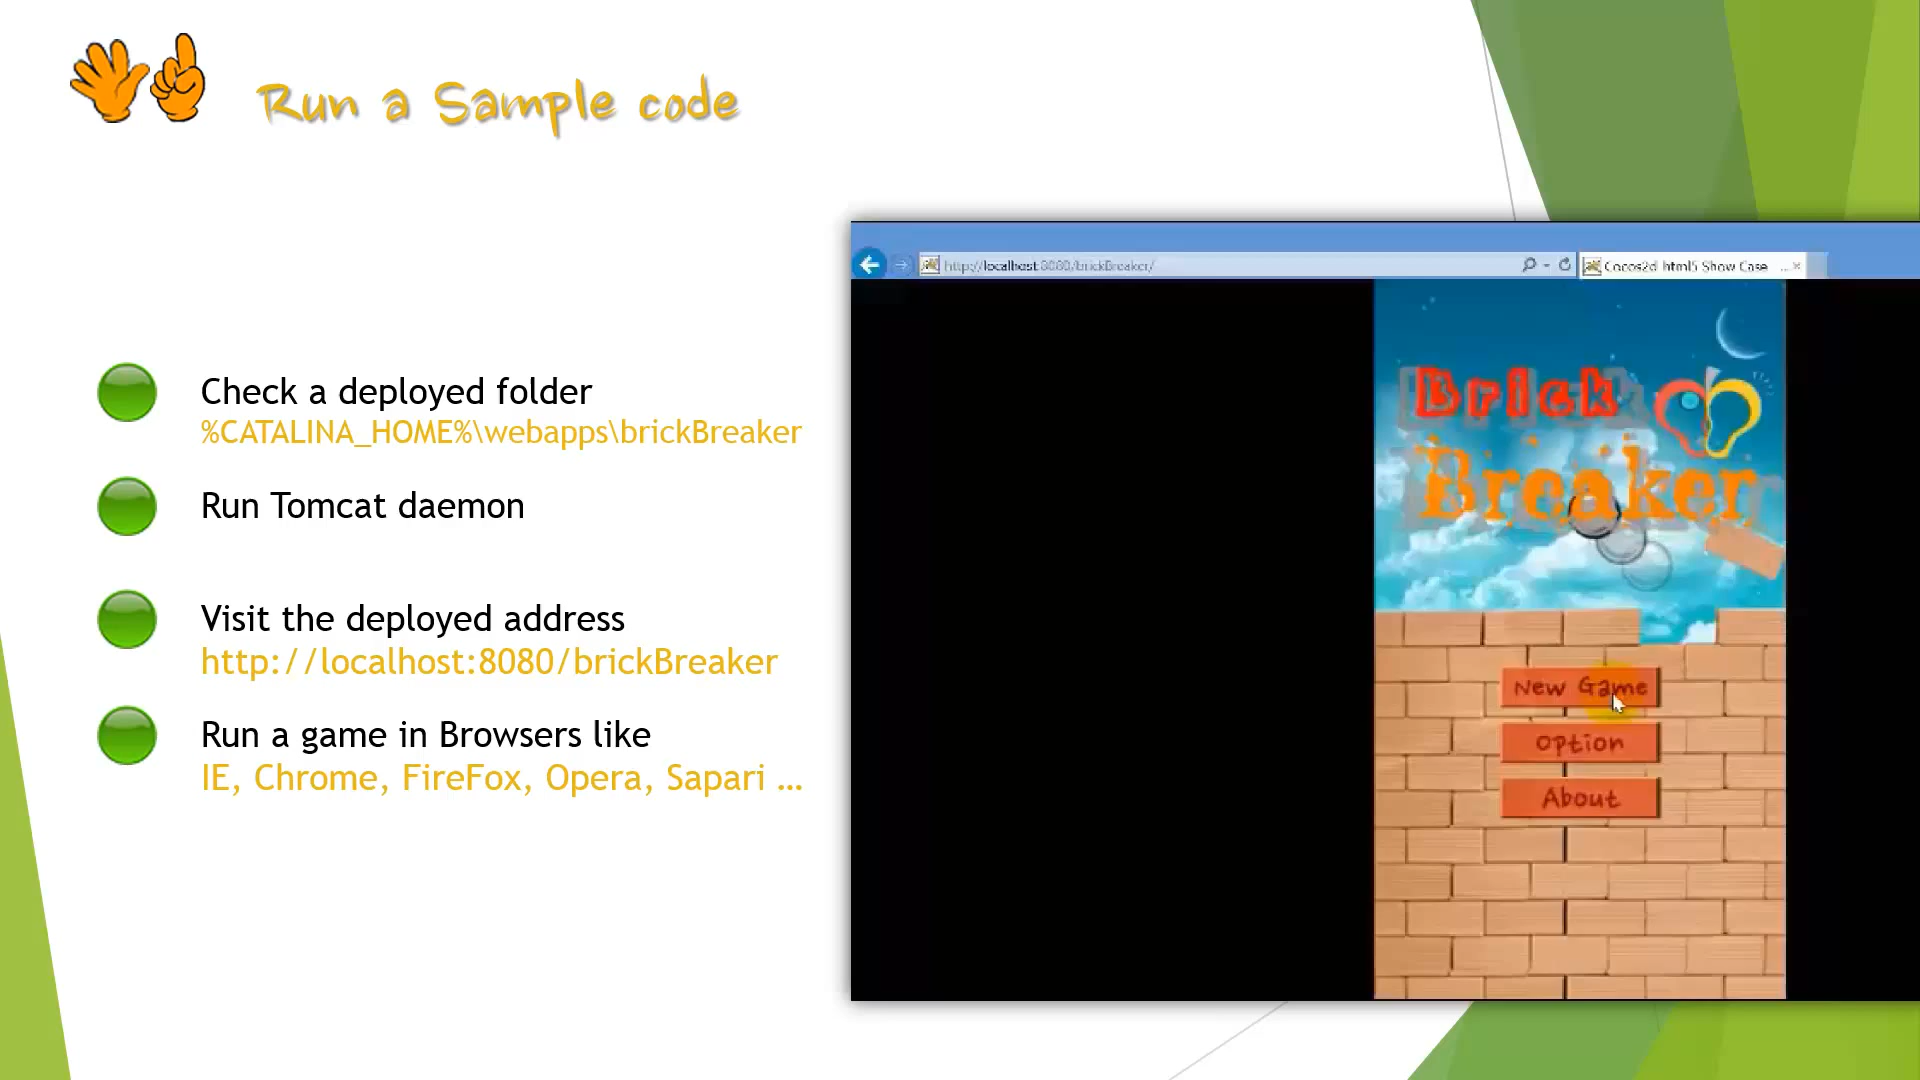 Run a Sample code
Check a deployed folder
%CATALINA_HOME%\webapps\brickBreaker
Run Tomcat daemon
Visit the deployed address
http://localhost:8080/brickBreaker
Run a game in Browsers like
IE, Chrome, FireFox, Opera, Sapari ...
http://localhost:8080/brickBreaker/
Cocos2d-html5 Show Case ...
Brick
Breaker
New Game
Option
About